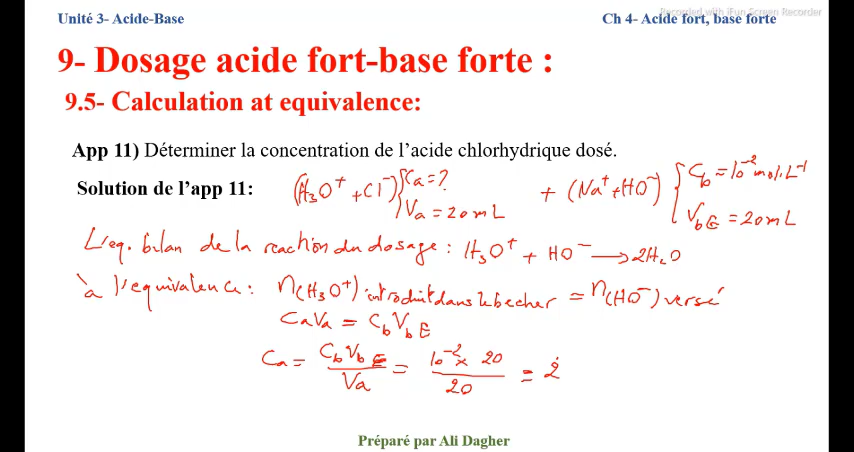 Recorded with iFun Screen Recorder
Unité 3- Acide-Base
Ch 4- Acide fort, base forte
9- Dosage acide fort-base forte :
9.5- Calculation at equivalence:
App 11) Déterminer la concentration de l’acide chlorhydrique dosé.
Solution de l’app 11: (H₃O⁺ + Cl⁻) { Ca = ? + (Na⁺ + HO⁻) { Cb = 10⁻² mol.L⁻¹
Va = 20 mL VbE = 20 mL
L'eq. bilan de la reaction du dosage : H₃O⁺ + HO⁻ → 2H₂O
à l'equivalence : n(H₃O⁺) introduit dans le becher = n(HO⁻) versé
CaVa = CbVbE
Ca = CbVbE / Va = 10⁻² × 20 / 20 = 2
Préparé par Ali Dagher